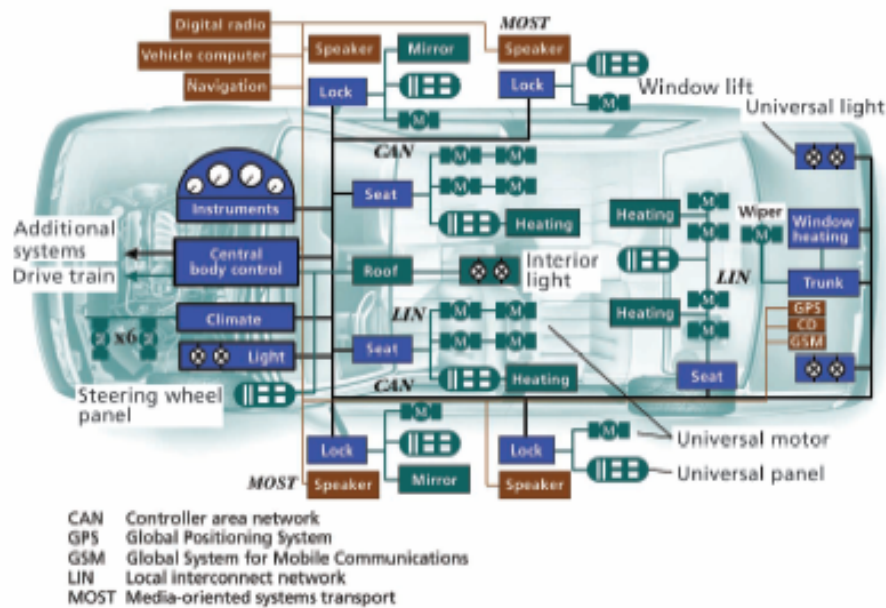 Digital radio
MOST
Vehicle computer
Speaker
Mirror
Speaker
Navigation
Lock
M
Lock
M
Window lift
Universal light
CAN
M
M
Instruments
Seat
M
M
Heating
Heating
M
M
Wiper
M
Window
heating
Additional
systems
Central
body control
Drive train
Roof
Interior
light
LIN
Trunk
Climate
LIN
M
M
Heating
M
M
GPS
CD
GSM
x6
Light
Seat
M
M
CAN
Heating
Seat
Steering wheel
panel
M
Lock
Lock
M
Universal motor
MOST
Speaker
Mirror
Speaker
Universal panel
CAN Controller area network
GPS Global Positioning System
GSM Global System for Mobile Communications
LIN Local interconnect network
MOST Media-oriented systems transport